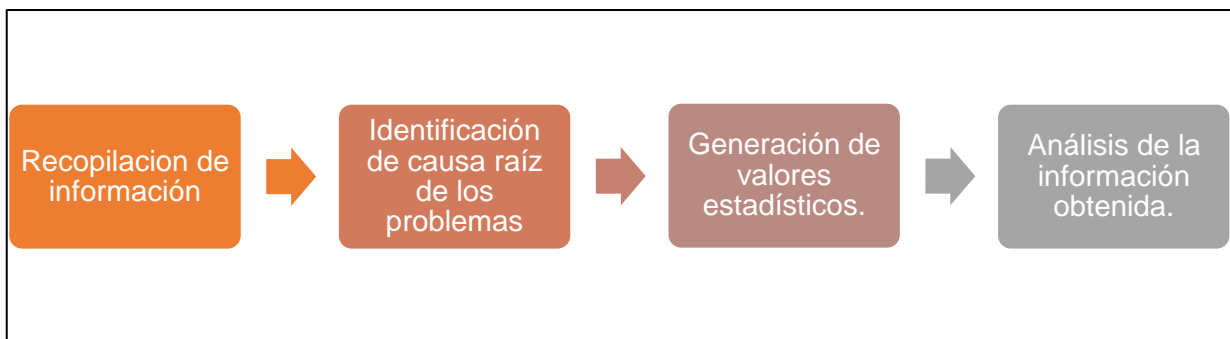 Recopilacion de
información
Identificación
de causa raíz
de los
problemas
Generación de
valores
estadísticos.
Análisis de la
información
obtenida.